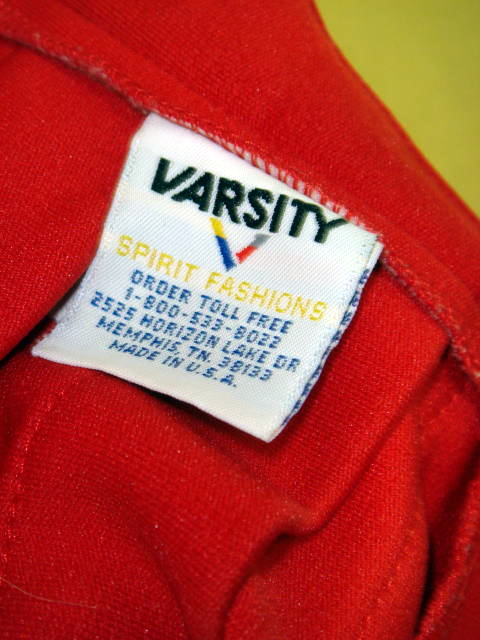 VARSITY
SPIRIT FASHIONS
ORDER TOLL FREE
1-800-533-8022
2525 HORIZON LAKE DR
MEMPHIS, TN, 38133
MADE IN U.S.A.